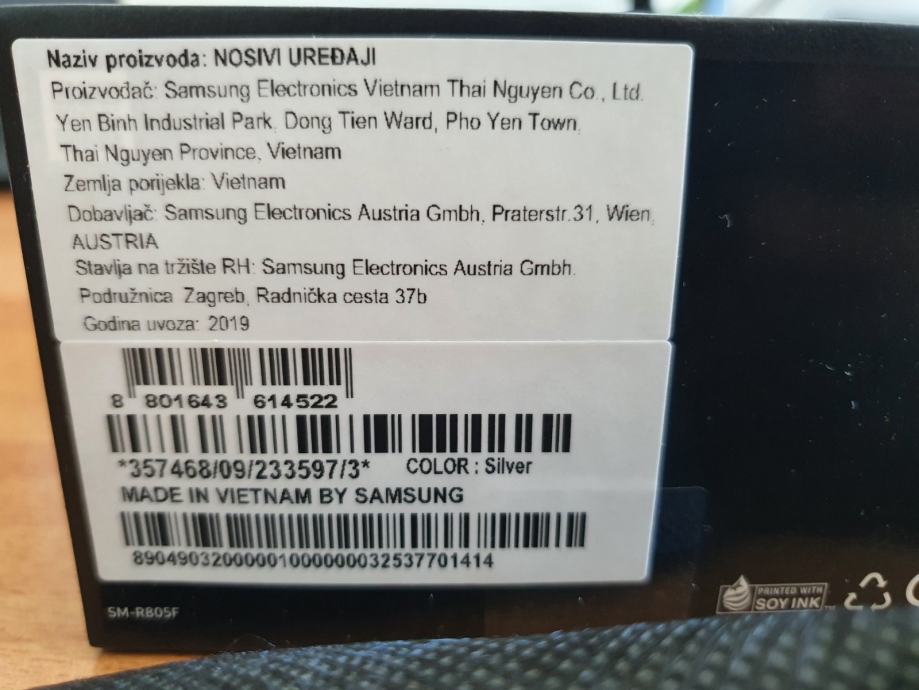 Naziv proizvoda: NOSIVI UREĐAJI
Proizvođač: Samsung Electronics Vietnam Thai Nguyen Co., Ltd.
Yen Binh Industrial Park, Dong Tien Ward, Pho Yen Town,
Thai Nguyen Province, Vietnam
Zemlja porijekla: Vietnam
Dobavljač: Samsung Electronics Austria Gmbh, Praterstr.31, Wien,
AUSTRIA
Stavlja na tržište RH: Samsung Electronics Austria Gmbh.
Podružnica Zagreb, Radnička cesta 37b
Godina uvoza: 2019
8 801643 614522
*357468/09/233597/3* COLOR : Silver
MADE IN VIETNAM BY SAMSUNG
89049032000001000000032537701414
SM-R805F
PRINTED WITH
SOY INK™